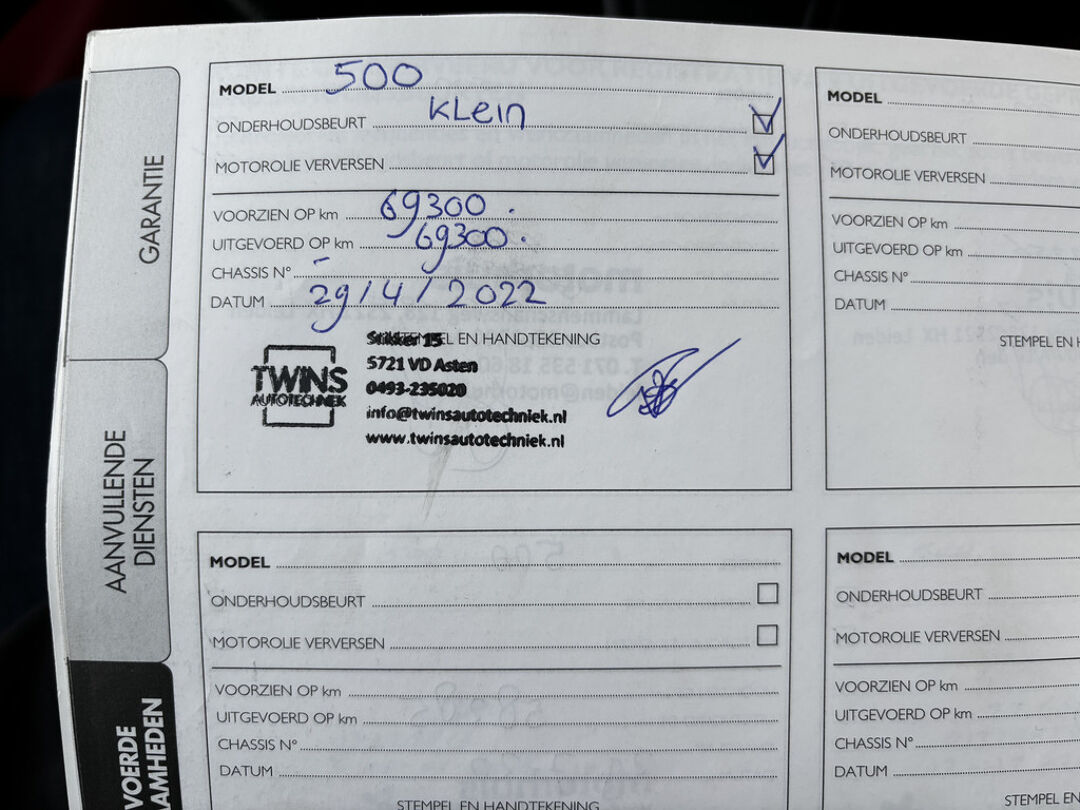 GARANTIE
AANVULLENDE
DIENSTEN
VOERDE
AAMHEDEN
MODEL 500
ONDERHOUDSBEURT KLein
MOTOROLIE VERVERSEN
VOORZIEN OP km 69300.
UITGEVOERD OP km 69300.
CHASSIS N° -
DATUM 29/4/2022
STEMPEL EN HANDTEKENING
TWINS
AUTOTECHNIEK
Stikker 15
5721 VD Asten
0493-235020
info@twinsautotechniek.nl
www.twinsautotechniek.nl
MODEL
ONDERHOUDSBEURT
MOTOROLIE VERVERSEN
VOORZIEN OP km
UITGEVOERD OP km
CHASSIS N°
DATUM
STEMPEL EN H
MODEL
ONDERHOUDSBEURT
MOTOROLIE VERVERSEN
VOORZIEN OP km
UITGEVOERD OP km
CHASSIS N°
DATUM
STEMPEL EN HANDTEKENING
MODEL
ONDERHOUDSBEURT
MOTOROLIE VERVERSEN
VOORZIEN OP km
UITGEVOERD OP km
CHASSIS N°
DATUM
STEMPEL EN